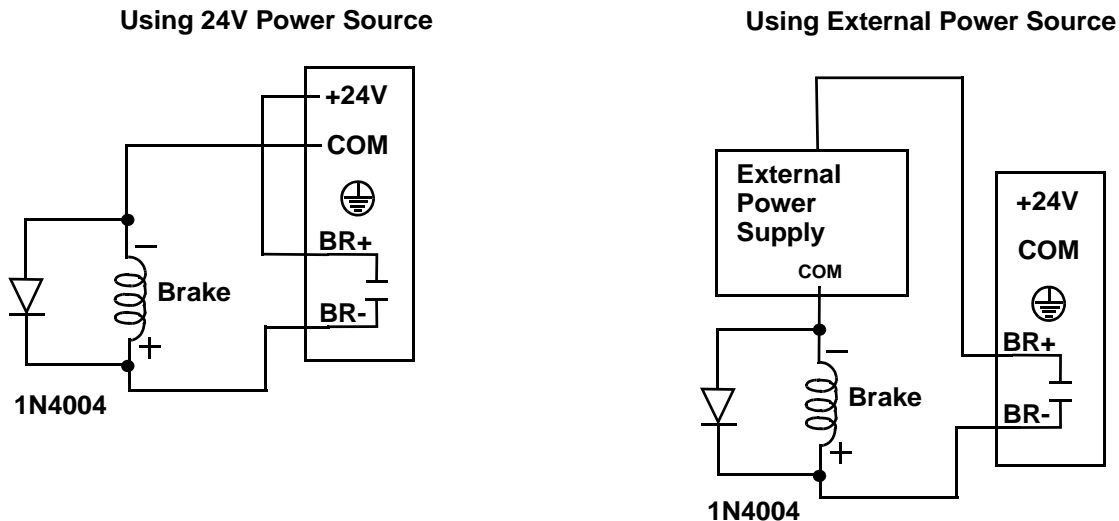 Using 24V Power Source
+24V
COM
BR+
BR-
−
Brake
+
1N4004
Using External Power Source
External
Power
Supply
COM
+24V
COM
BR+
BR-
−
Brake
+
1N4004